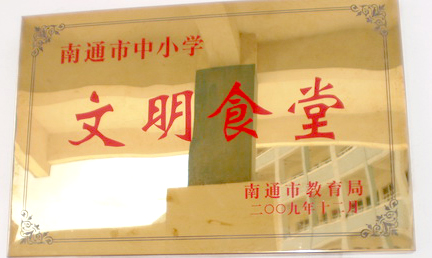 南通市中小学
文明食堂
南通市教育局
二〇〇九年十二月